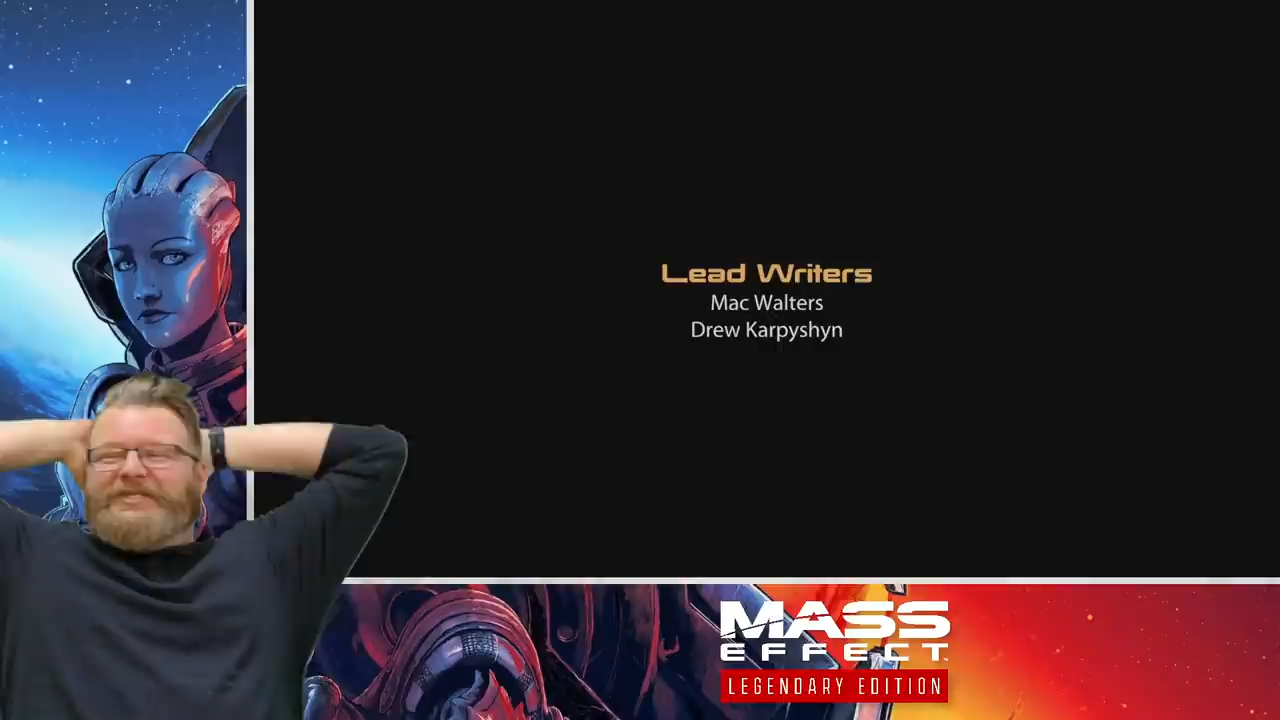 Lead Writers
Mac Walters
Drew Karpyshyn
MASS
EFFECT
LEGENDARY EDITION